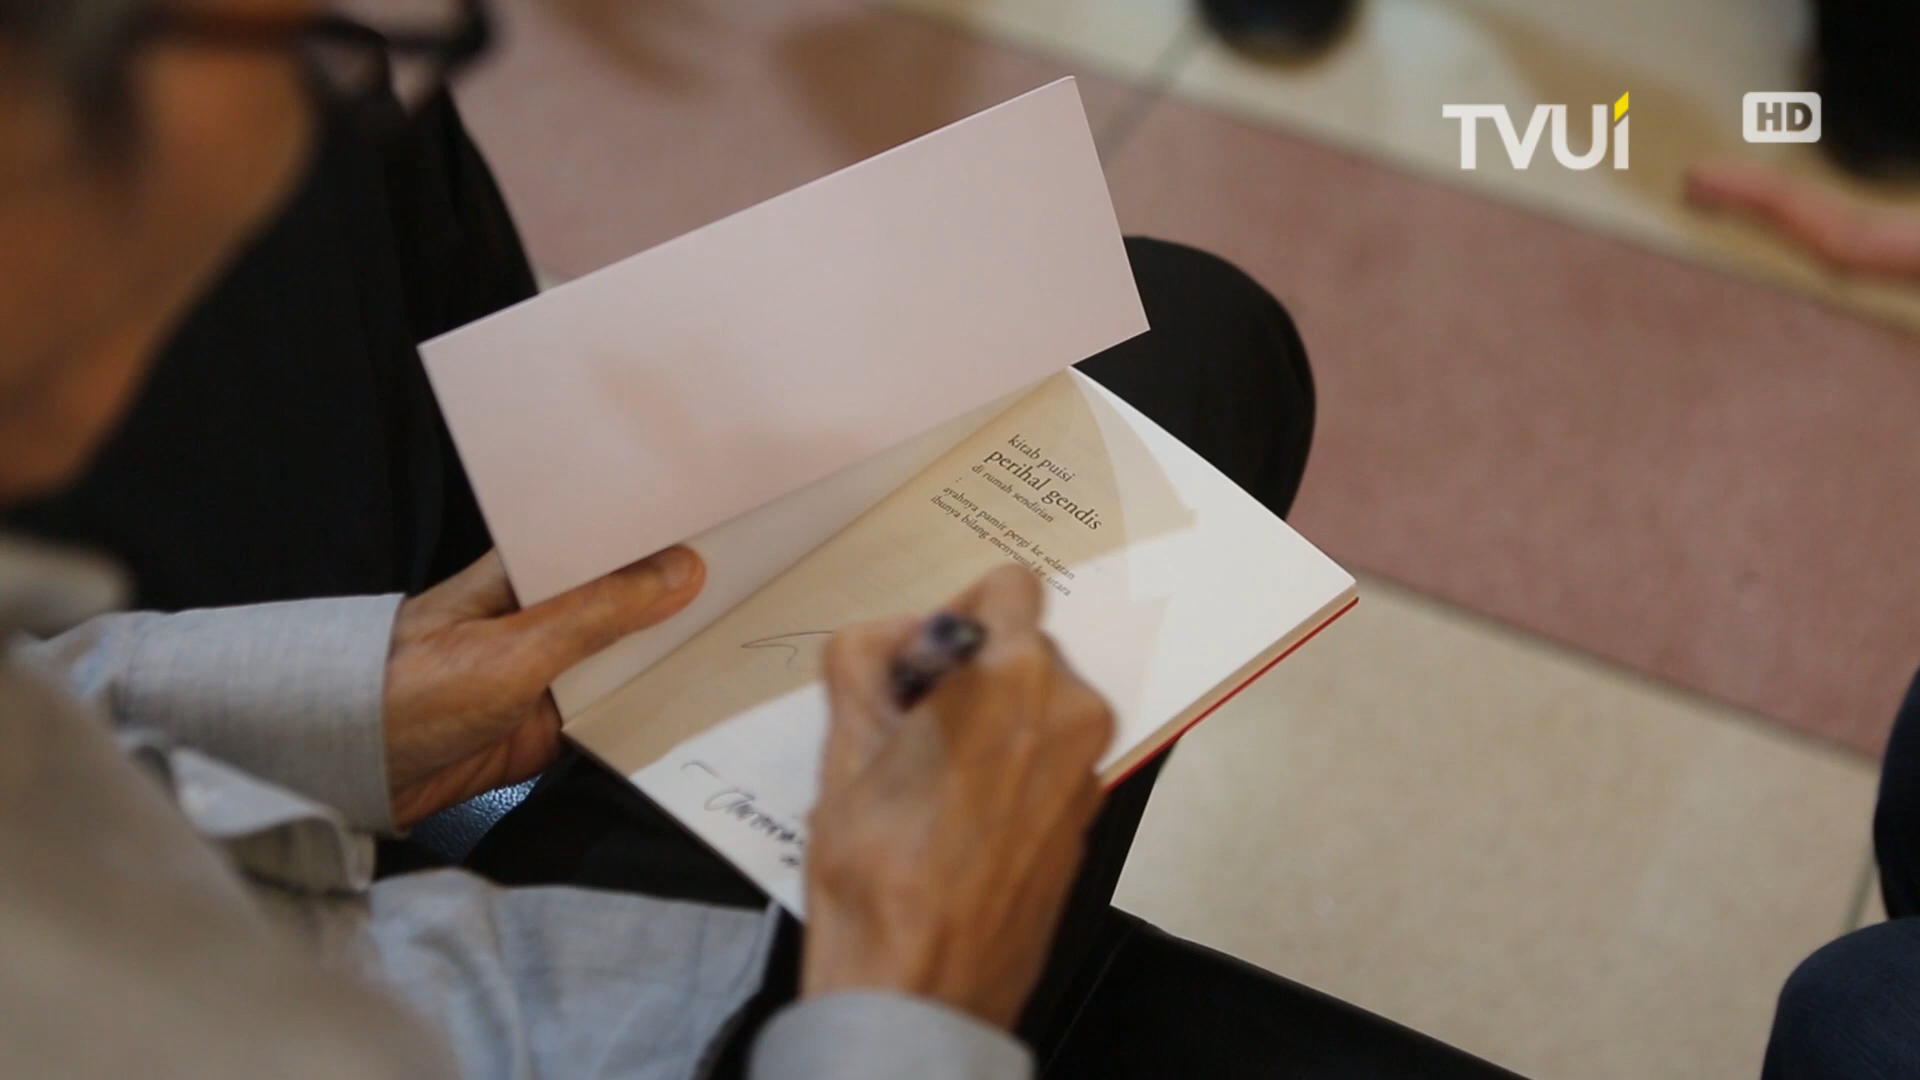 TVUI
HD
kitab puisi
perihal gendis
di rumah sendirian
:
ayahnya pamit pergi ke selatan
ibunya bilang menyusul ke utara